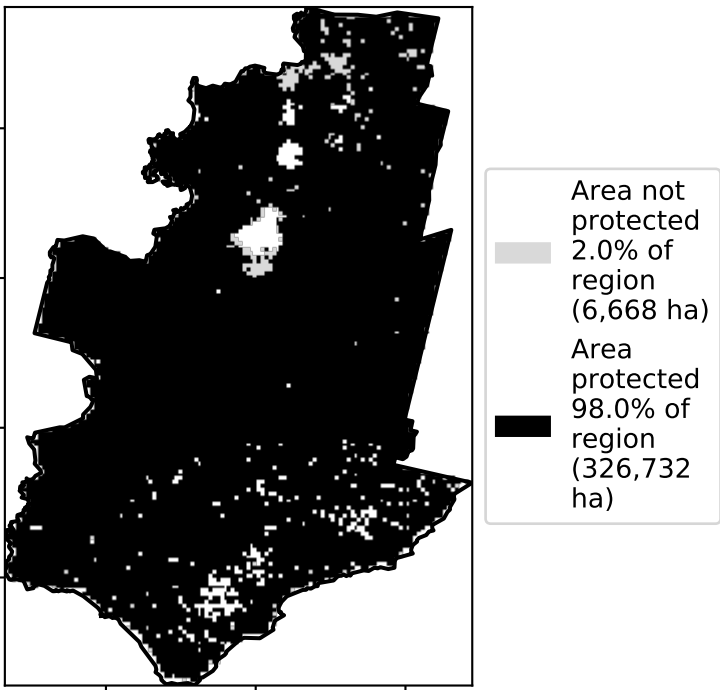 Area not
protected
2.0% of
region
(6,668 ha)
Area
protected
98.0% of
region
(326,732
ha)